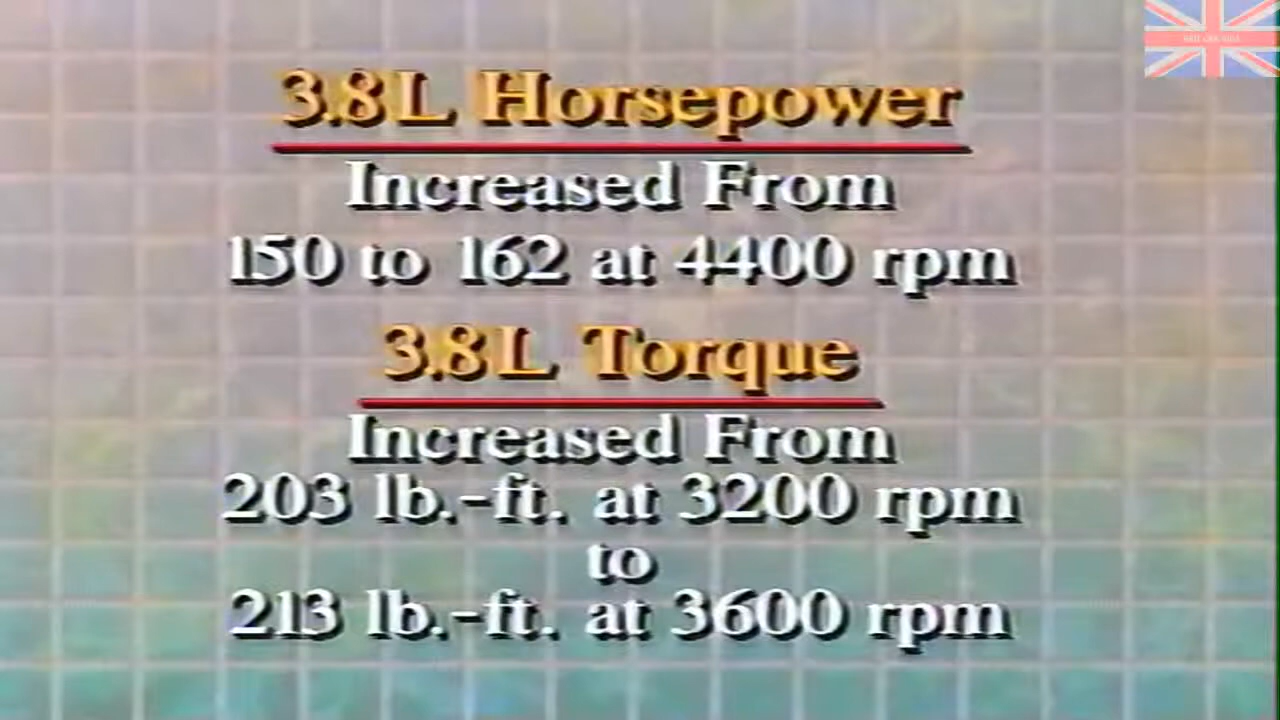 3.8L Horsepower
Increased From
150 to 162 at 4400 rpm
3.8L Torque
Increased From
203 lb.-ft. at 3200 rpm
to
213 lb.-ft. at 3600 rpm